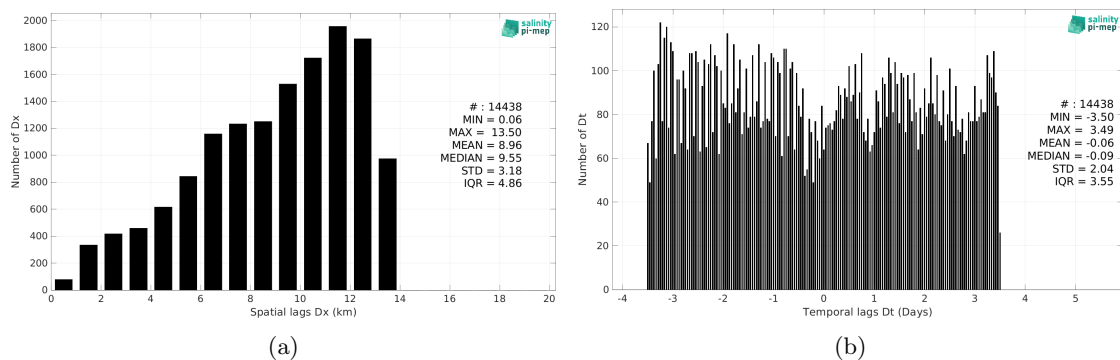 2000
1800
1600
1400
1200
1000
800
600
400
200
0
Number of Dx
0 2 4 6 8 10 12 14 16 18 20
Spatial lags Dx (km)
salinity
pi-mep
# : 14438
MIN = 0.06
MAX = 13.50
MEAN = 8.96
MEDIAN = 9.55
STD = 3.18
IQR = 4.86
(a)
120
100
80
60
40
20
0
Number of Dt
-4 -3 -2 -1 0 1 2 3 4 5
Temporal lags Dt (Days)
salinity
pi-mep
# : 14438
MIN = -3.50
MAX = 3.49
MEAN = -0.06
MEDIAN = -0.09
STD = 2.04
IQR = 3.55
(b)